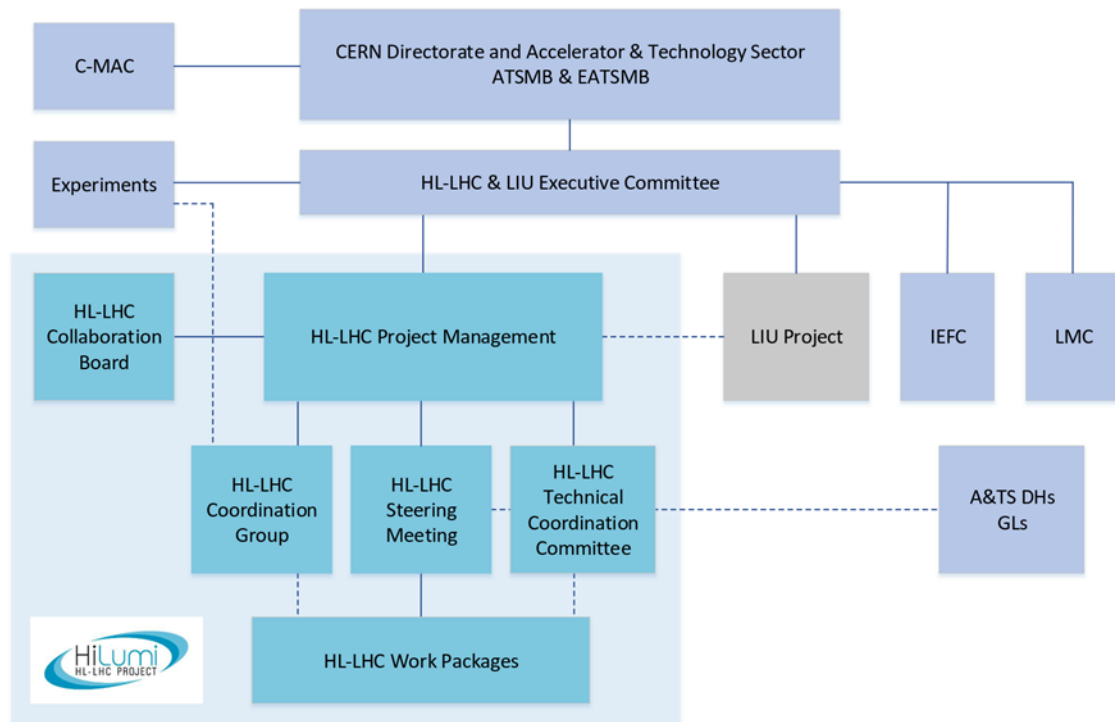 C-MAC
CERN Directorate and Accelerator & Technology Sector
ATSMB & EATSMB
Experiments
HL-LHC & LIU Executive Committee
HL-LHC
Collaboration
Board
HL-LHC Project Management
LIU Project
IEFC
LMC
HL-LHC
Coordination
Group
HL-LHC
Steering
Meeting
HL-LHC
Technical
Coordination
Committee
A&TS DHs
GLs
HL-LHC Work Packages
HiLumi
HL-LHC PROJECT